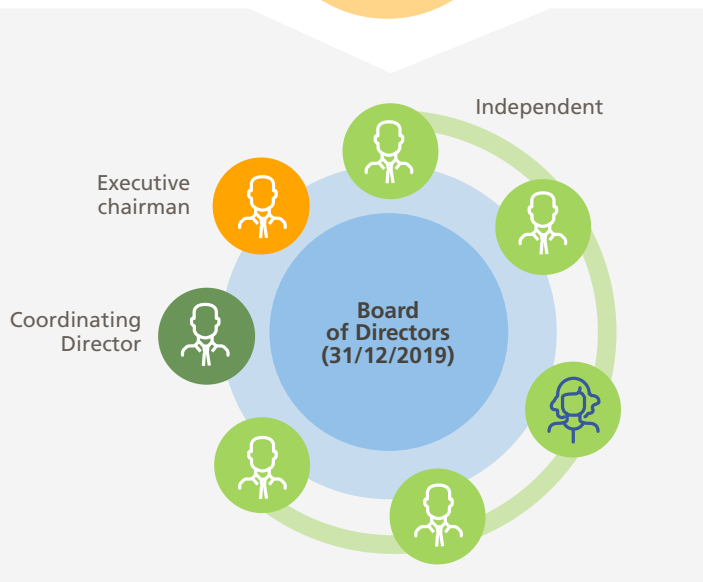 Independent
Executive
chairman
Coordinating
Director
Board
of Directors
(31/12/2019)